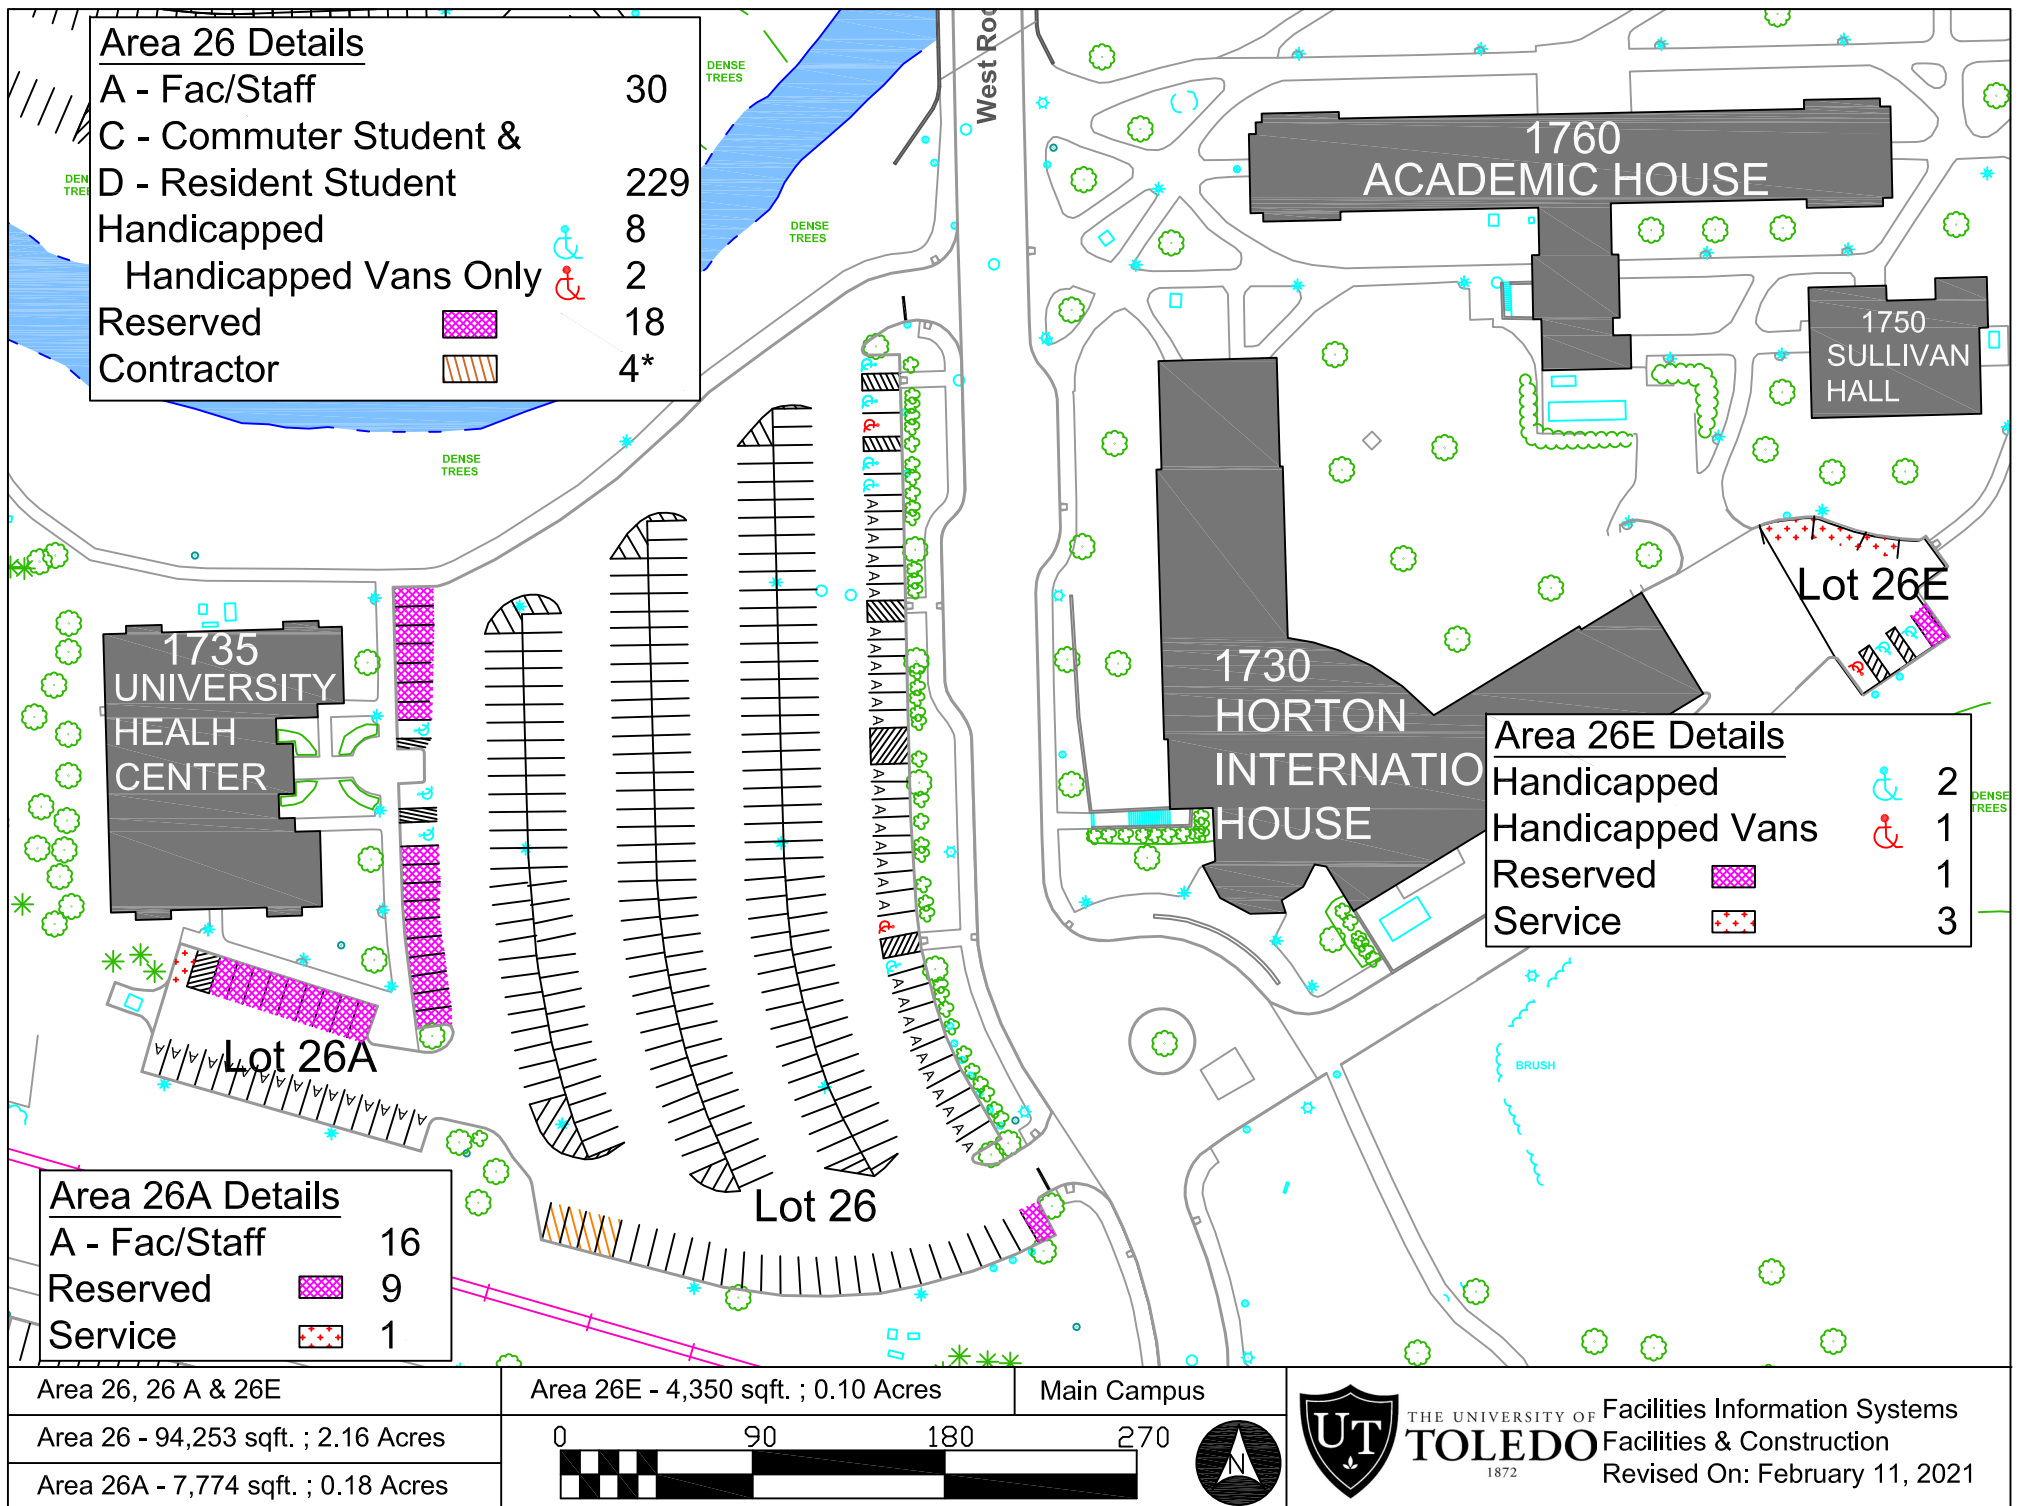 Area 26 Details
A - Fac/Staff 30
C - Commuter Student &
D - Resident Student 229
Handicapped 8
Handicapped Vans Only 2
Reserved 18
Contractor 4*
DENSE
TREES
DENSE
TREES
DENSE
TREES
West
1760
ACADEMIC HOUSE
1750
SULLIVAN
HALL
DENSE
TREES
Lot 26E
1735
UNIVERSITY
HEALH
CENTER
1730
HORTON
INTERNATIO
HOUSE
Area 26E Details
Handicapped 2
Handicapped Vans 1
Reserved 1
Service 3
DENSE
TREES
Lot 26A
BRUSH
Lot 26
Area 26A Details
A - Fac/Staff 16
Reserved 9
Service 1
Area 26, 26 A & 26E
Area 26 - 94,253 sqft. ; 2.16 Acres
Area 26A - 7,774 sqft. ; 0.18 Acres
Area 26E - 4,350 sqft. ; 0.10 Acres
Main Campus
0 90 180 270
N
UT
THE UNIVERSITY OF
TOLEDO
1872
Facilities Information Systems
Facilities & Construction
Revised On: February 11, 2021